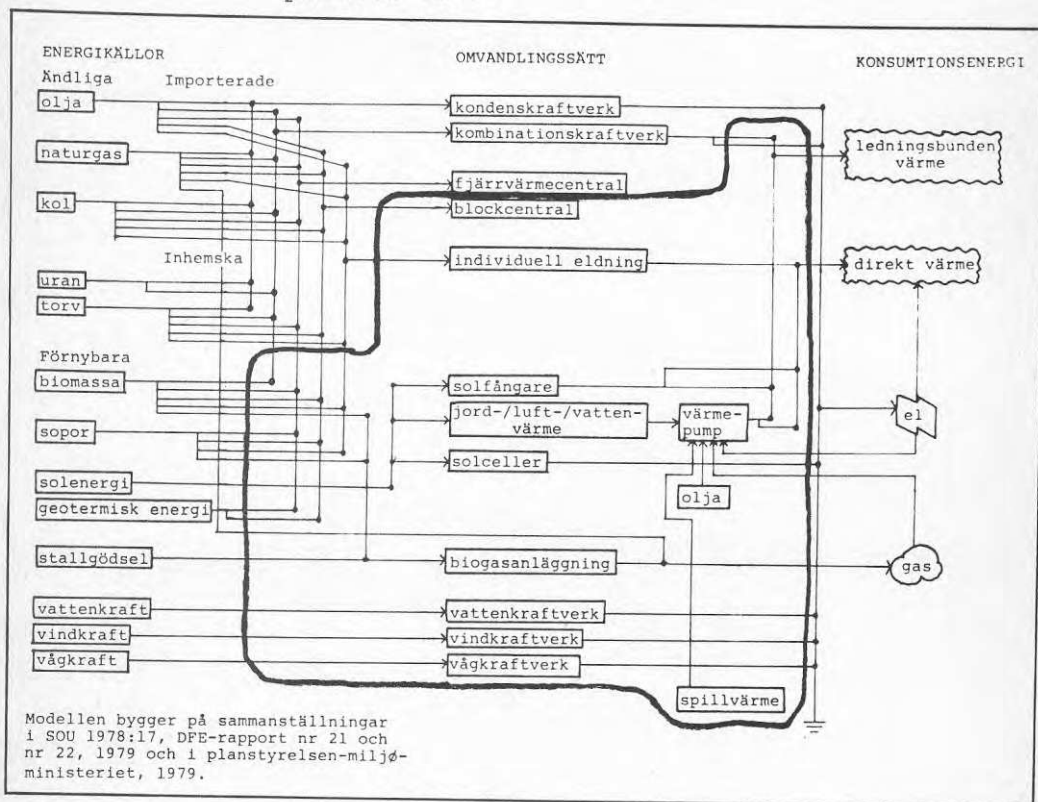 ENERGIKÄLLOR
Ändliga
Importerade
olja
naturgas
kol
Inhemska
uran
torv
Förnybara
biomassa
sopor
solenergi
geotermisk energi
stallgödsel
vattenkraft
vindkraft
vågkraft
OMVANDLINGSSÄTT
kondenskraftverk
kombinationskraftverk
fjärrvärmecentral
blockcentral
individuell eldning
solfångare
jord-/luft-/vatten-
värme
värme-
pump
solceller
olja
biogasanläggning
vattenkraftverk
vindkraftverk
vågkraftverk
spillvärme
KONSUMTIONSENERGI
ledningsbunden
värme
direkt värme
el
gas
Modellen bygger på sammanställningar
i SOU 1978:17, DFE-rapport nr 21 och
nr 22, 1979 och i planstyrelsen-miljø-
ministeriet, 1979.